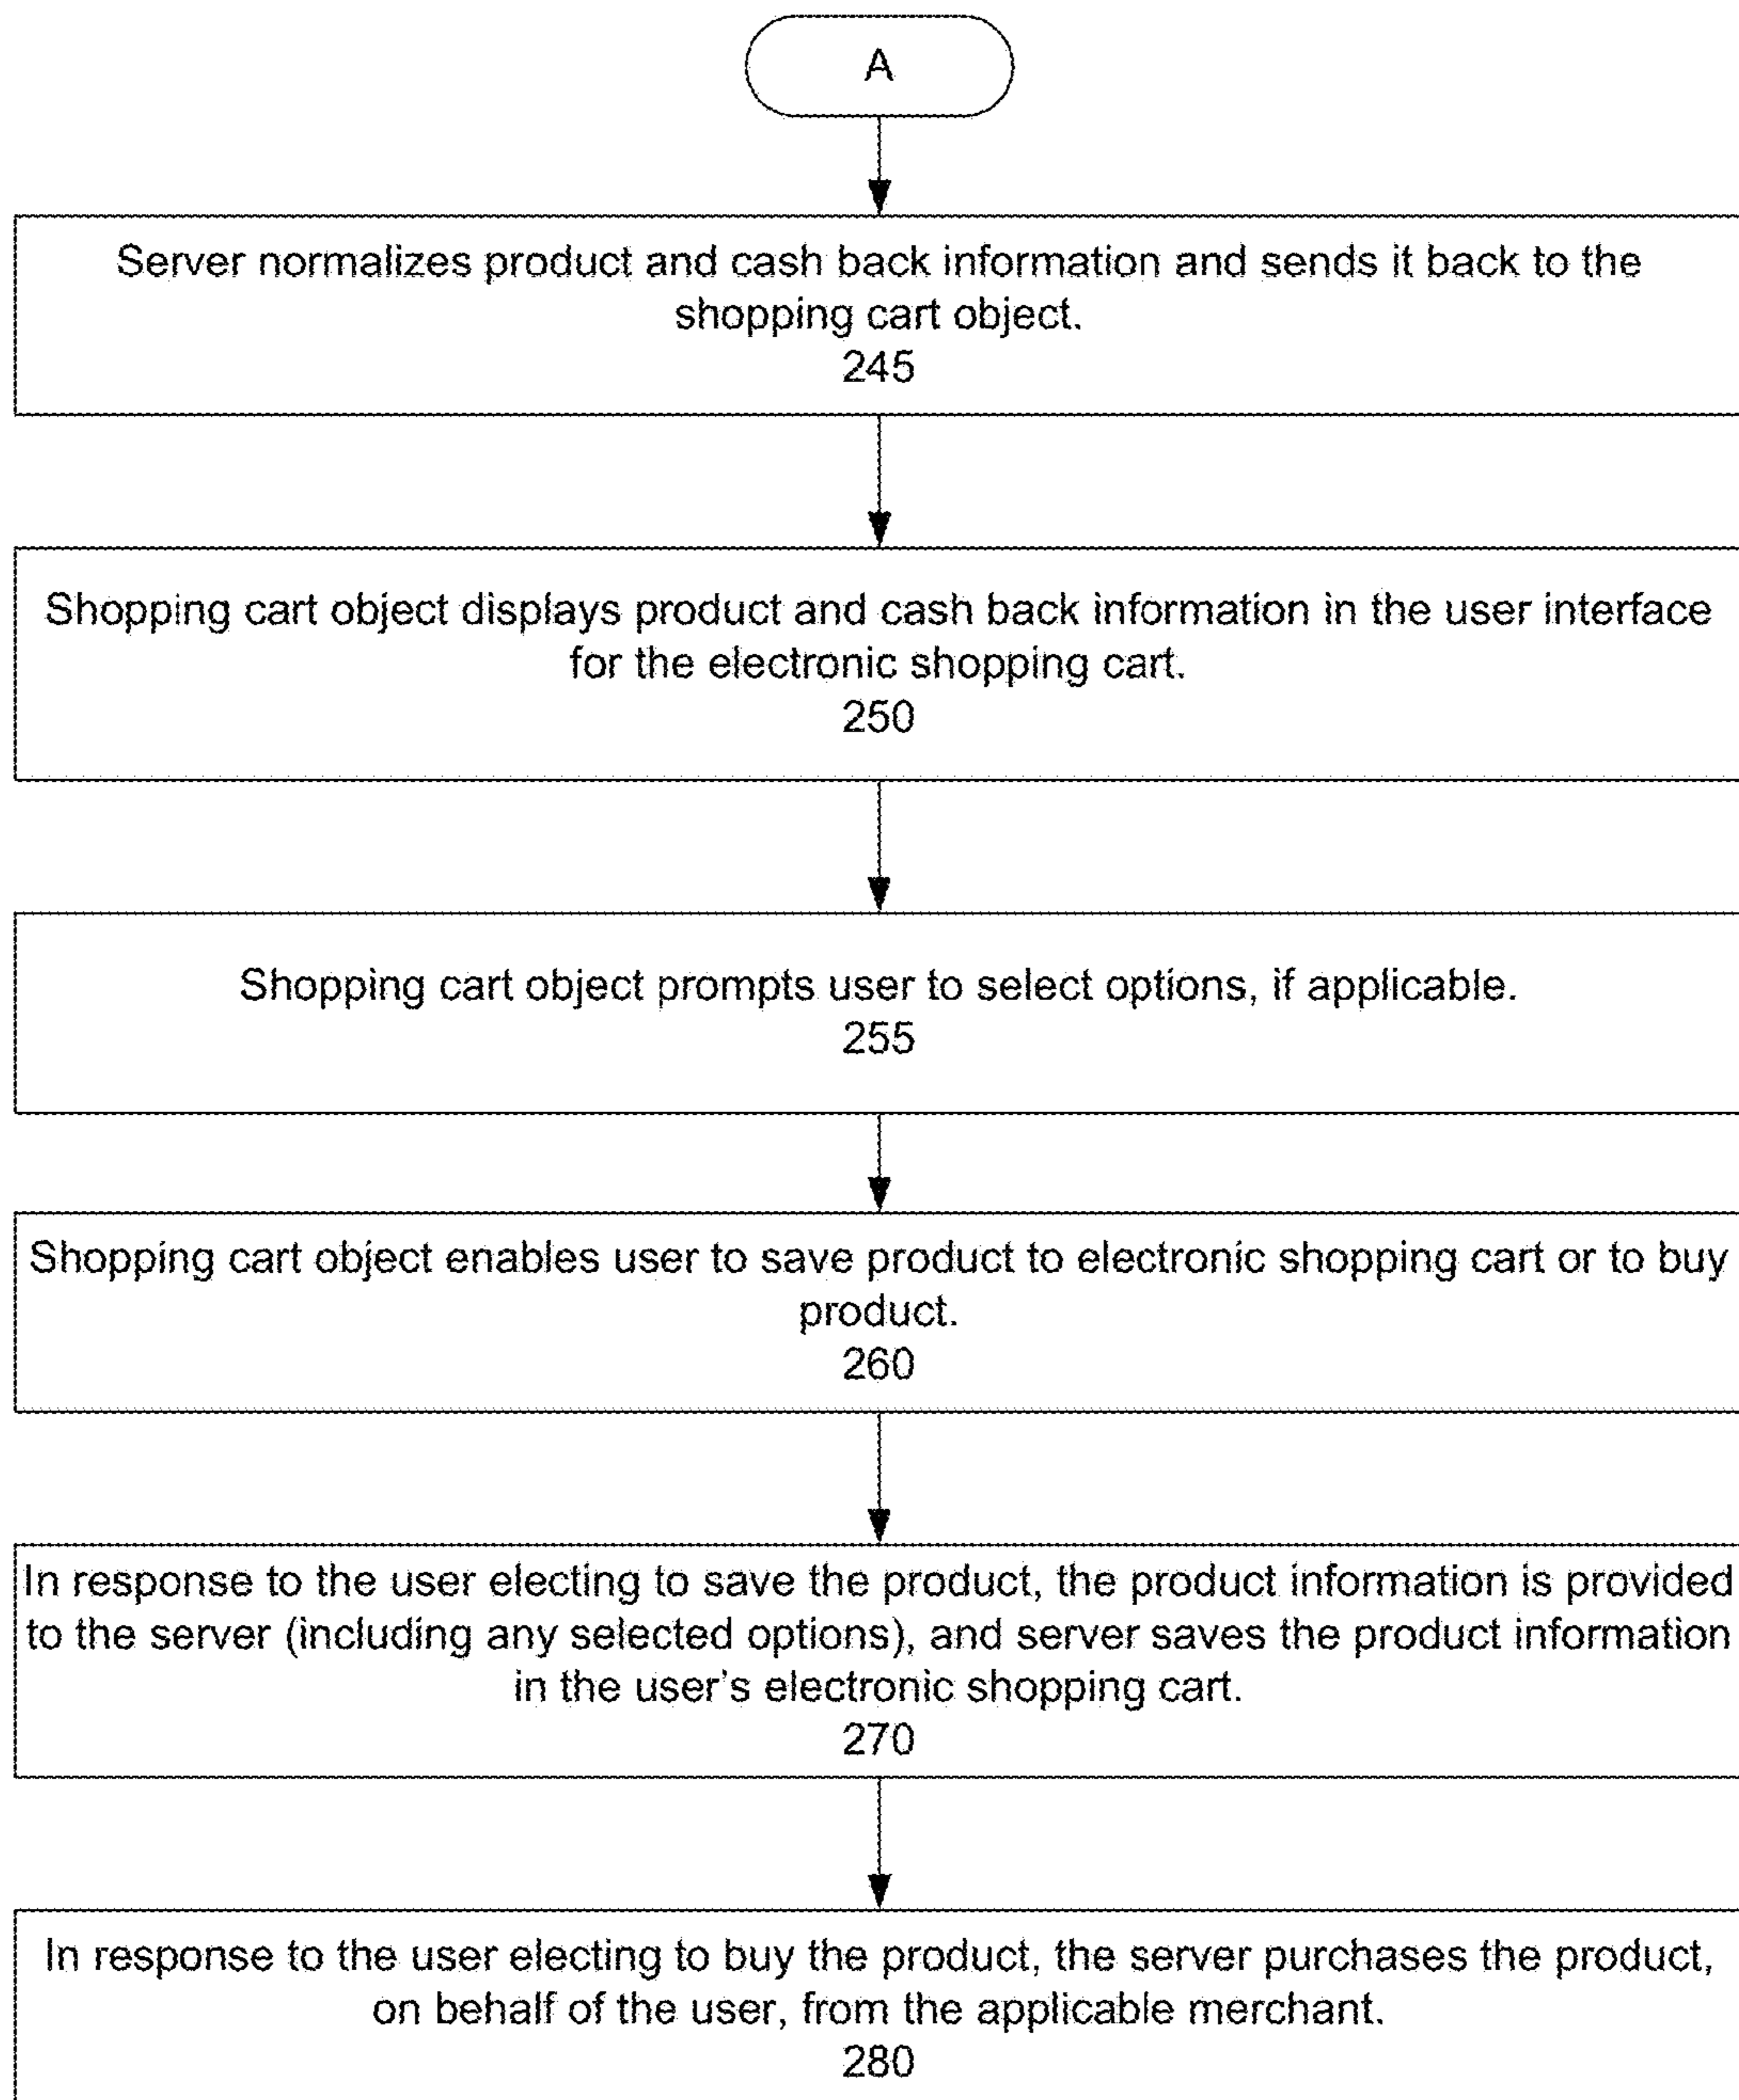 A
Server normalizes product and cash back information and sends it back to the
shopping cart object.
245
Shopping cart object displays product and cash back information in the user interface
for the electronic shopping cart.
250
Shopping cart object prompts user to select options, if applicable.
255
Shopping cart object enables user to save product to electronic shopping cart or to buy
product.
260
In response to the user electing to save the product, the product information is provided
to the server (including any selected options), and server saves the product information
in the user's electronic shopping cart.
270
In response to the user electing to buy the product, the server purchases the product,
on behalf of the user, from the applicable merchant.
280